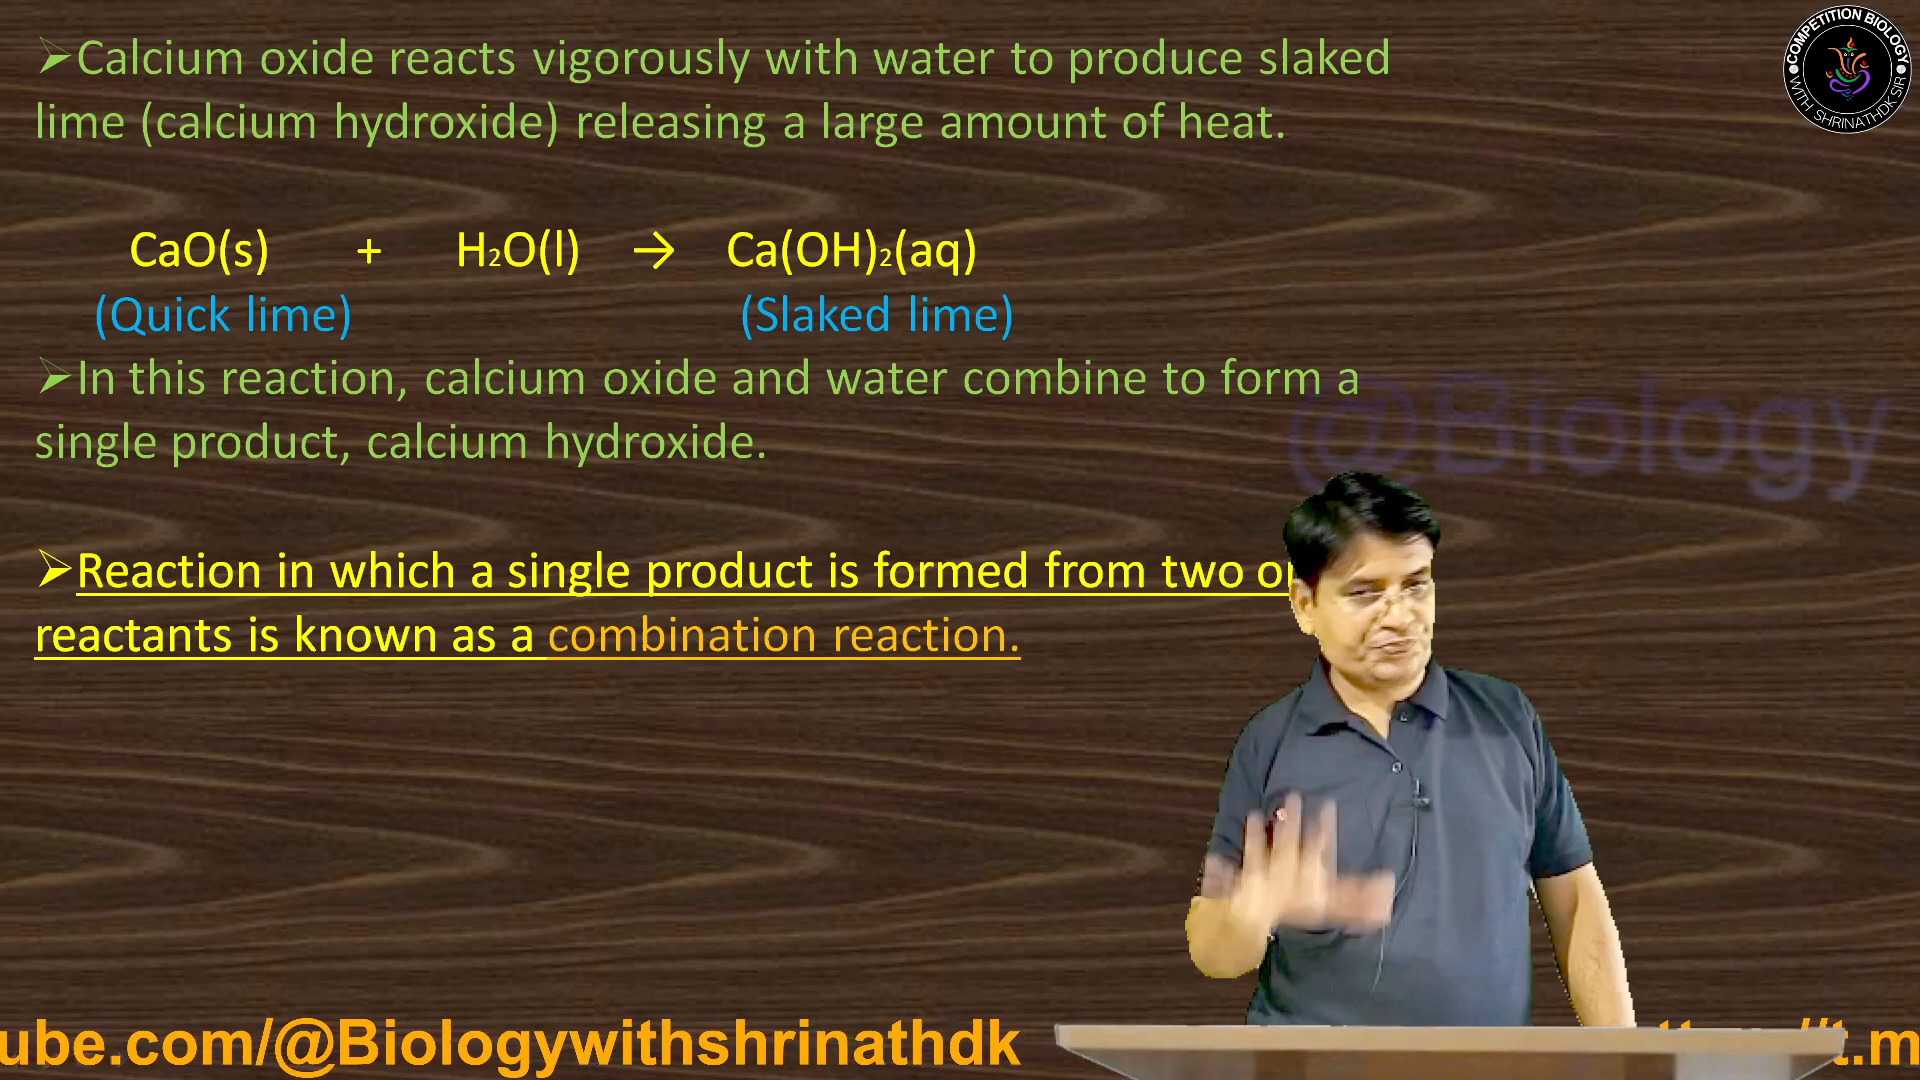 ➢Calcium oxide reacts vigorously with water to produce slaked
lime (calcium hydroxide) releasing a large amount of heat.
CaO(s) + H₂O(l) → Ca(OH)₂(aq)
(Quick lime) (Slaked lime)
➢In this reaction, calcium oxide and water combine to form a
single product, calcium hydroxide.
➢Reaction in which a single product is formed from two or
reactants is known as a combination reaction.
@Biology
COMPETITION BIOLOGY
WITH SHRINATHDK SIR
ube.com/@Biologywithshrinathdk
t.m